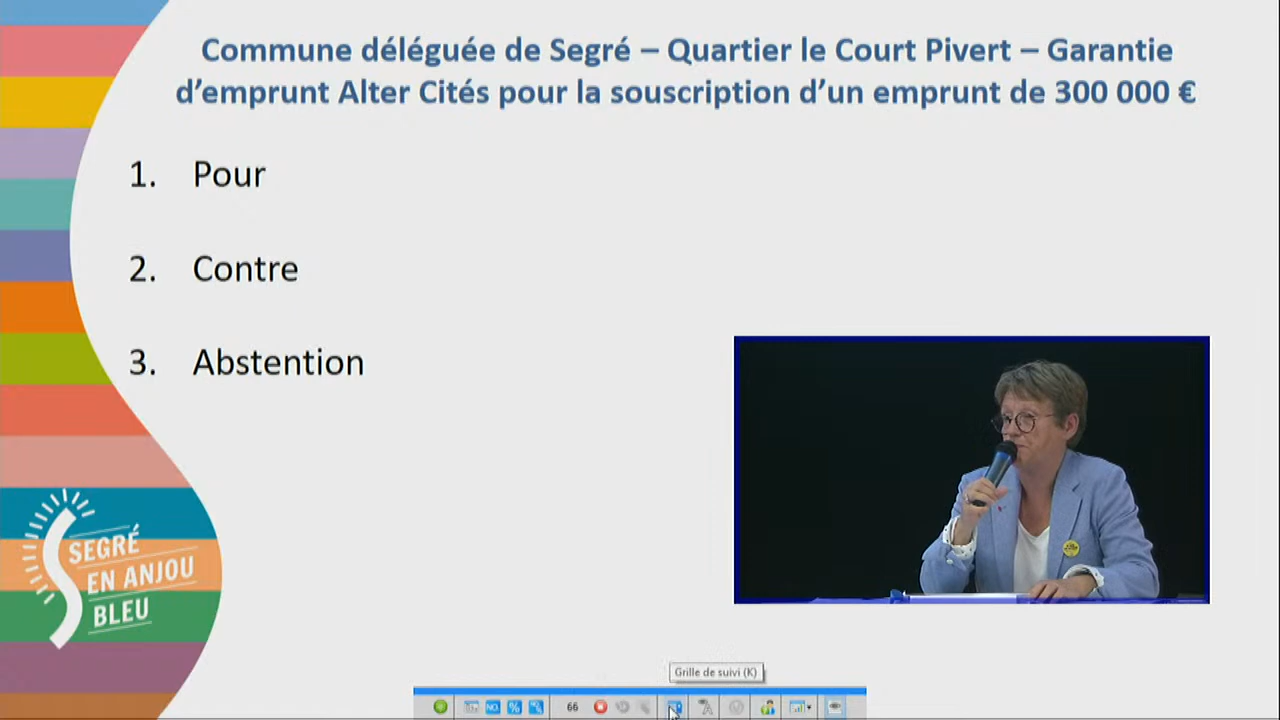 Commune déléguée de Segré – Quartier le Court Pivert – Garantie
d’emprunt Alter Cités pour la souscription d’un emprunt de 300 000 €
1. Pour
2. Contre
3. Abstention
SEGRÉ
EN ANJOU
BLEU
Grille de suivi (K)
NO.
%
66